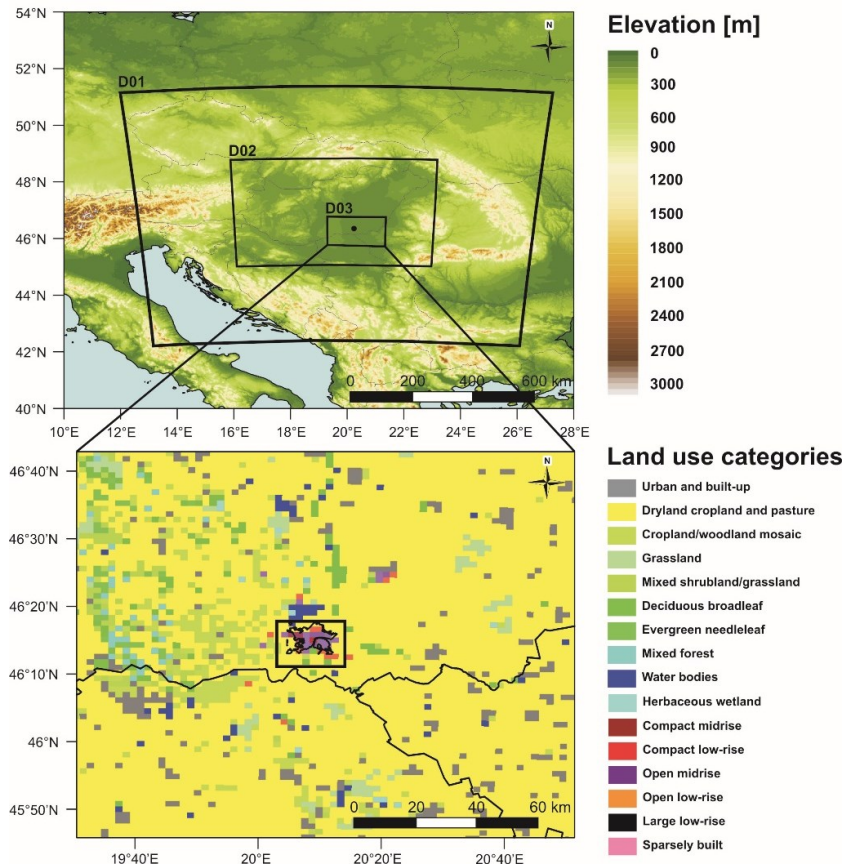 54°N
52°N
50°N
48°N
46°N
44°N
42°N
40°N
10°E 12°E 14°E 16°E 18°E 20°E 22°E 24°E 26°E 28°E
N
D01
D02
D03
0 200 400 600 km
Elevation [m]
0
300
600
900
1200
1500
1800
2100
2400
2700
3000
46°40'N
46°30'N
46°20'N
46°10'N
46°N
45°50'N
19°40'E 20°E 20°20'E 20°40'E
N
0 20 40 60 km
Land use categories
Urban and built-up
Dryland cropland and pasture
Cropland/woodland mosaic
Grassland
Mixed shrubland/grassland
Deciduous broadleaf
Evergreen needleleaf
Mixed forest
Water bodies
Herbaceous wetland
Compact midrise
Compact low-rise
Open midrise
Open low-rise
Large low-rise
Sparsely built